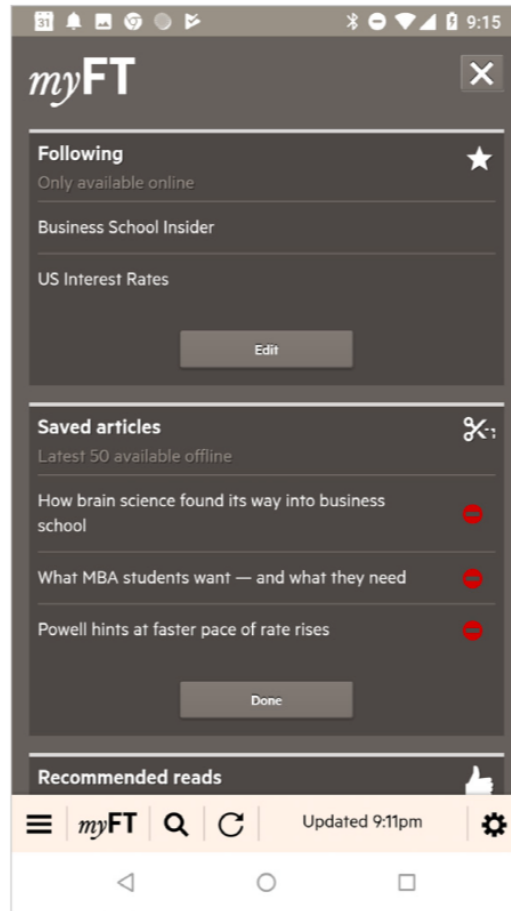 31 9:15
myFT
Following
Only available online
Business School Insider
US Interest Rates
Edit
Saved articles
Latest 50 available offline
How brain science found its way into business
school
What MBA students want — and what they need
Powell hints at faster pace of rate rises
Done
Recommended reads
myFT Updated 9:11pm